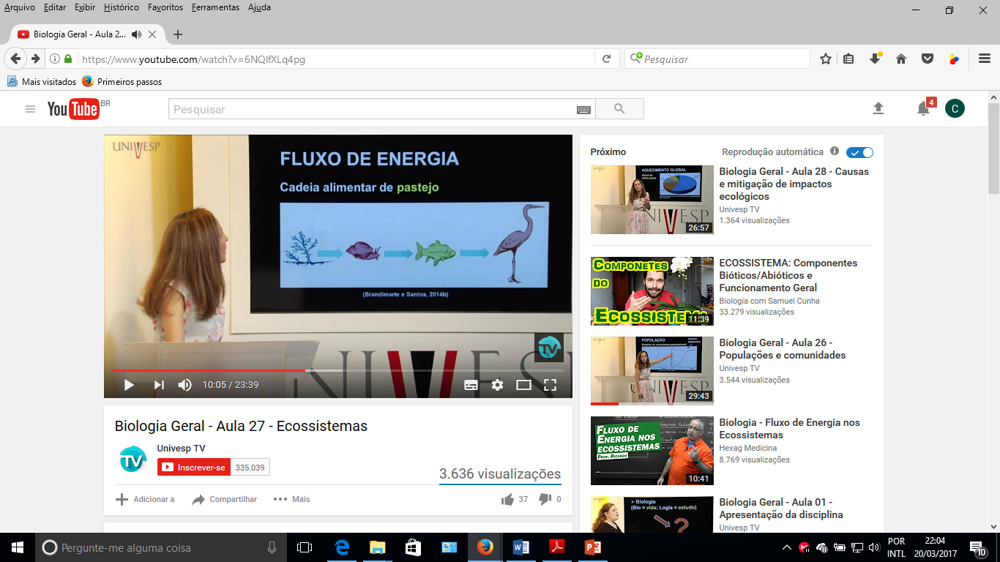 Arquivo Editar Exibir Histórico Favoritos Ferramentas Ajuda
Biologia Geral - Aula 2...
https://www.youtube.com/watch?v=6NQIfXLq4pg
Pesquisar
Mais visitados Primeiros passos
YouTube BR
Pesquisar
4
C
UNIVESP
FLUXO DE ENERGIA
Cadeia alimentar de pastejo
(Brandimarte e Santos, 2014b)
TV
UNIVESP
10:05 / 23:39
Biologia Geral - Aula 27 - Ecossistemas
TV
Univesp TV
Inscrever-se 335.039
3.636 visualizações
Adicionar a Compartilhar Mais 37 0
Próximo Reprodução automática
AQUECIMENTO GLOBAL
UNIVESP
26:57
Biologia Geral - Aula 28 - Causas
e mitigação de impactos
ecológicos
Univesp TV
1.364 visualizações
COMPONETES
DO
ECOSSISTEMA
11:39
ECOSSISTEMA: Componentes
Bióticos/Abióticos e
Funcionamento Geral
Biologia com Samuel Cunha
33.279 visualizações
POPULAÇÃO
29:43
Biologia Geral - Aula 26 -
Populações e comunidades
Univesp TV
3.544 visualizações
FLUXO DE
ENERGIA NOS
ECOSSISTEMAS
PROF. RICARDO
10:41
Biologia - Fluxo de Energia nos
Ecossistemas
Hexag Medicina
8.769 visualizações
Biologia
(Bio = vida; Logia = estudo)
?
Biologia Geral - Aula 01 -
Apresentação da disciplina
Univesp TV
Pergunte-me alguma coisa
POR
INTL
22:04
20/03/2017
10